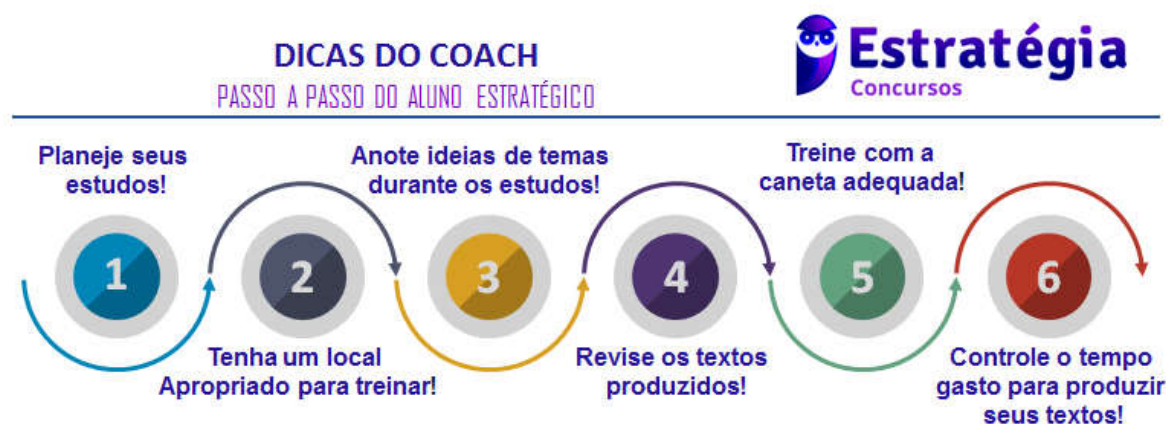 DICAS DO COACH
PASSO A PASSO DO ALUNO ESTRATÉGICO
Estratégia
Concursos
Planeje seus
estudos!
Anote ideias de temas
durante os estudos!
Treine com a
caneta adequada!
1
2
3
4
5
6
Tenha um local
Apropriado para treinar!
Revise os textos
produzidos!
Controle o tempo
gasto para produzir
seus textos!